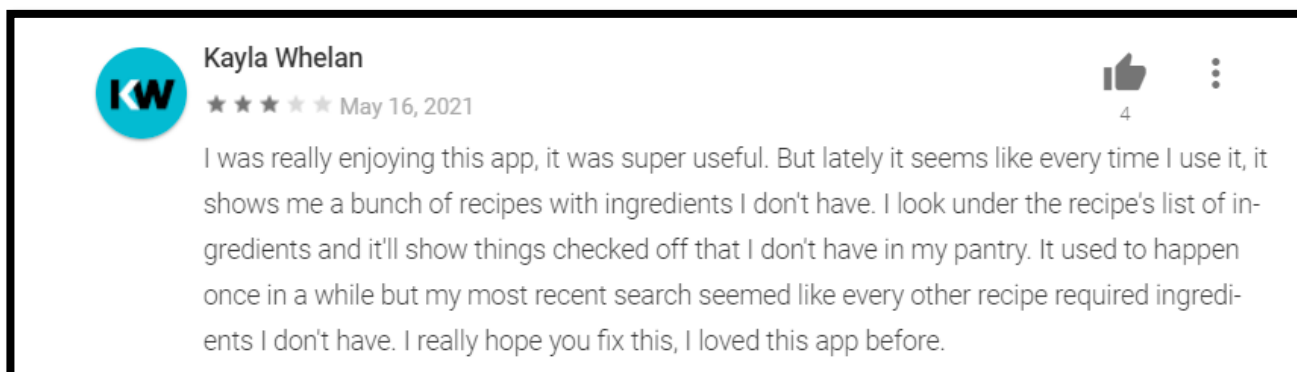 KW
Kayla Whelan
May 16, 2021
4
I was really enjoying this app, it was super useful. But lately it seems like every time I use it, it
shows me a bunch of recipes with ingredients I don't have. I look under the recipe's list of in-
gredients and it'll show things checked off that I don't have in my pantry. It used to happen
once in a while but my most recent search seemed like every other recipe required ingredi-
ents I don't have. I really hope you fix this, I loved this app before.